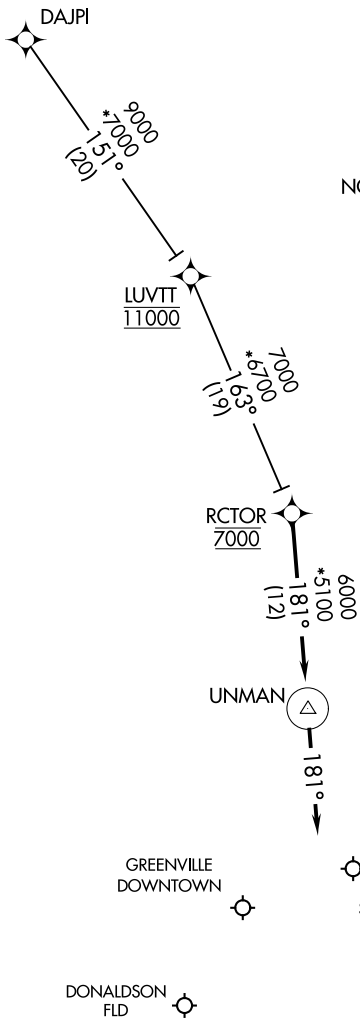 DAJPI
9000
*7000
151°
(20)
NO
LUVTT
11000
7000
*6700
163°
(19)
RCTOR
7000
6000
*5100
181°
(12)
UNMAN
181°
GREENVILLE
DOWNTOWN
DONALDSON
FLD